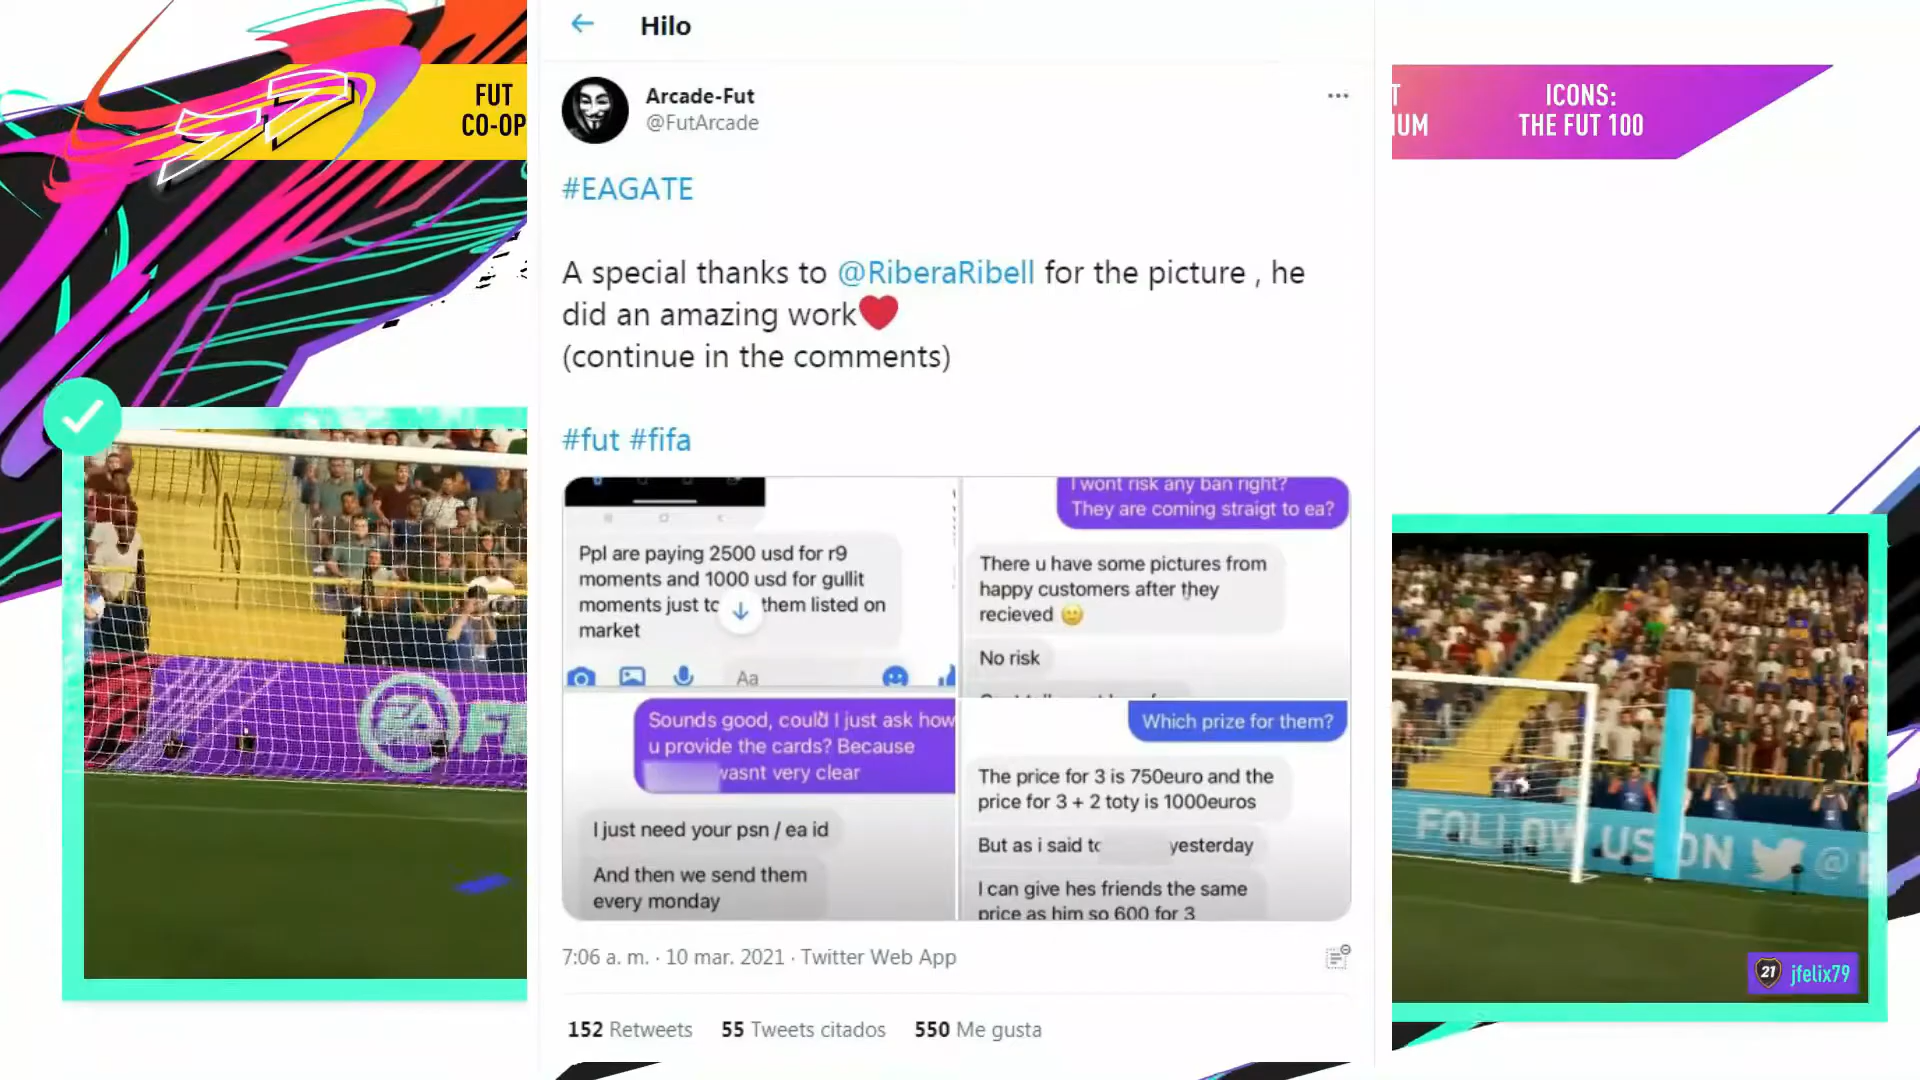 FUT
CO-OP
Hilo
Arcade-Fut
@FutArcade
#EAGATE
A special thanks to @RiberaRibell for the picture , he
did an amazing work❤
(continue in the comments)
#fut #fifa
Ppl are paying 2500 usd for r9
moments and 1000 usd for gullit
moments just to them listed on
market
Aa
I wont risk any ban right?
They are coming straigt to ea?
There u have some pictures from
happy customers after they
recieved 🙂
No risk
Sounds good, could I just ask how
u provide the cards? Because
wasnt very clear
I just need your psn / ea id
And then we send them
every monday
Which prize for them?
The price for 3 is 750euro and the
price for 3 + 2 toty is 1000euros
But as i said to yesterday
I can give hes friends the same
price as him so 600 for 3
7:06 a. m. · 10 mar. 2021 · Twitter Web App
152 Retweets 55 Tweets citados 550 Me gusta
T
IUM
ICONS:
THE FUT 100
EA FI
FOLLOW US ON @
21 jfelix79